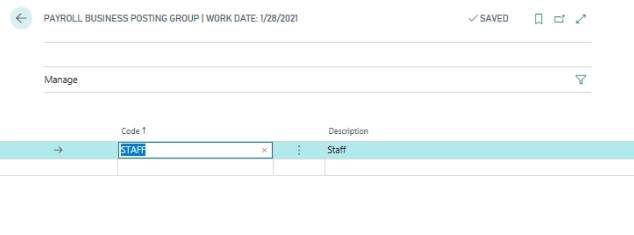 PAYROLL BUSINESS POSTING GROUP | WORK DATE: 1/28/2021
SAVED
Manage
Code ↑
Description
STAFF
Staff